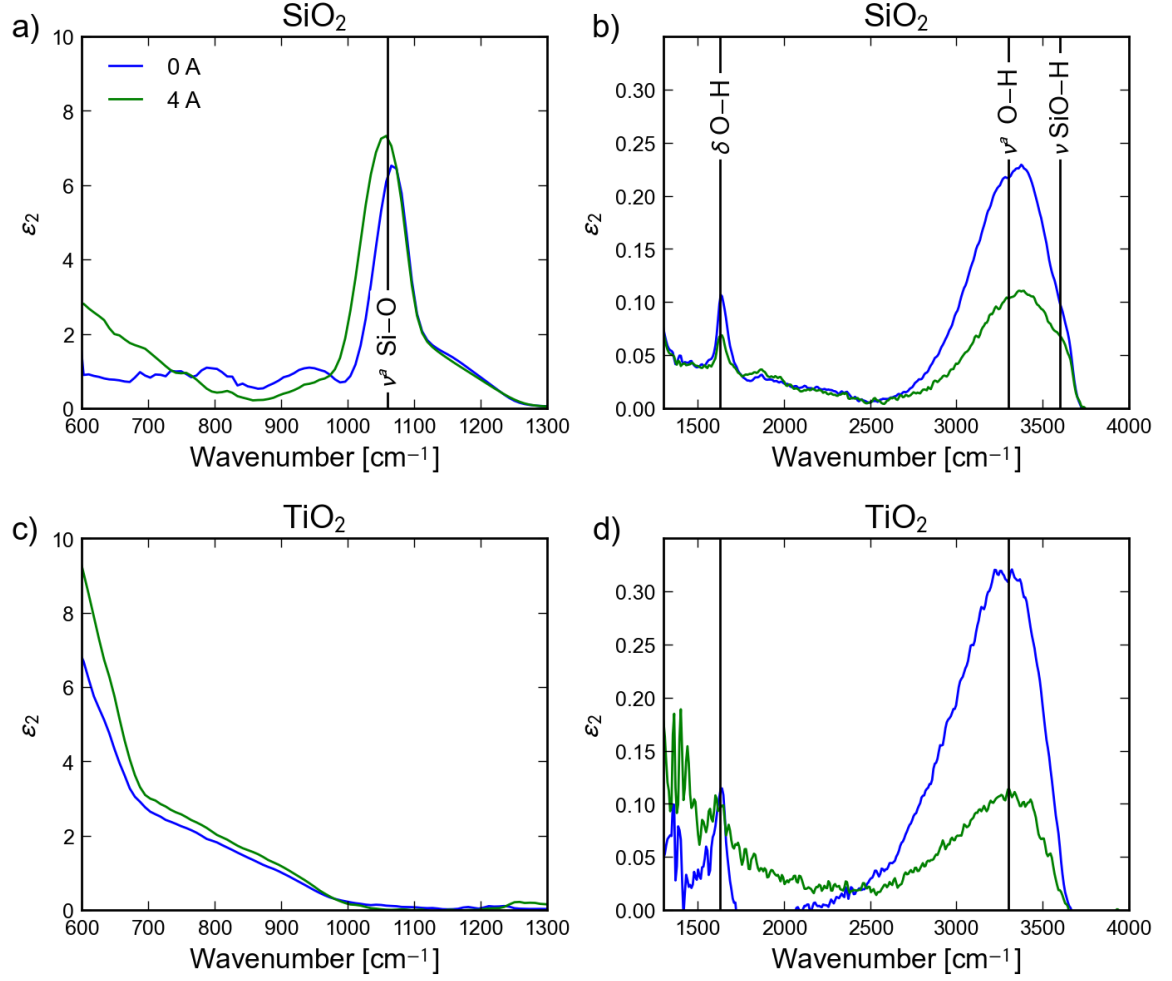 a)
SiO₂
10
8
6
4
2
0
ε₂
0 A
4 A
νᵃ Si–O
600 700 800 900 1000 1100 1200 1300
Wavenumber [cm⁻¹]
b)
SiO₂
0.30
0.25
0.20
0.15
0.10
0.05
0.00
ε₂
δ O–H
νᵃ O–H
ν SiO–H
1500 2000 2500 3000 3500 4000
Wavenumber [cm⁻¹]
c)
TiO₂
10
8
6
4
2
0
ε₂
600 700 800 900 1000 1100 1200 1300
Wavenumber [cm⁻¹]
d)
TiO₂
0.30
0.25
0.20
0.15
0.10
0.05
0.00
ε₂
1500 2000 2500 3000 3500 4000
Wavenumber [cm⁻¹]